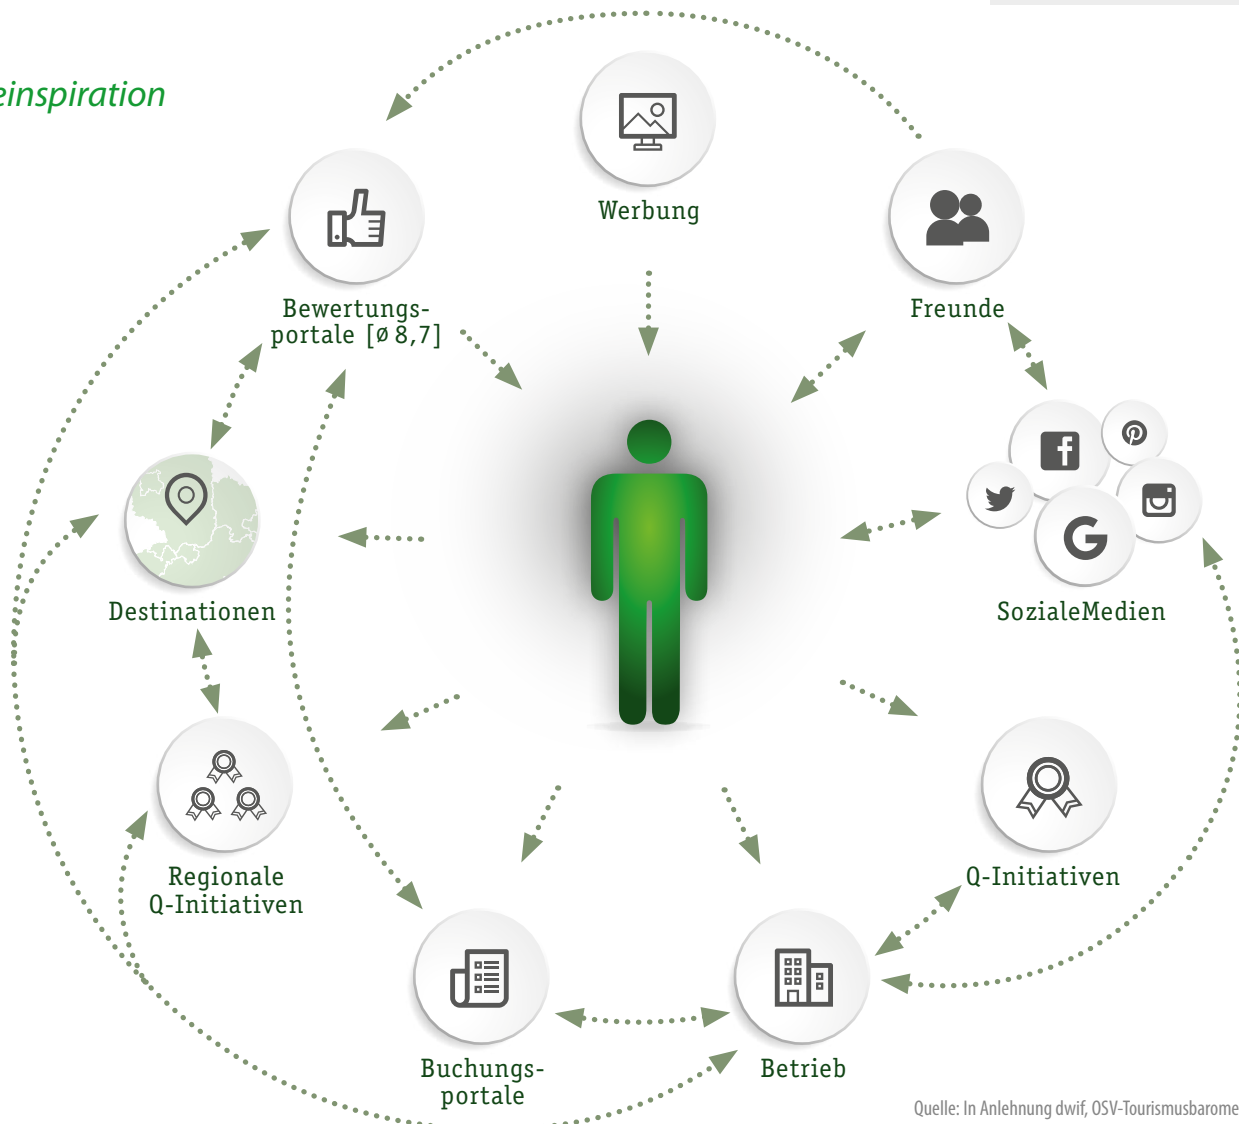 einspiration
Werbung
Bewertungs-
portale [ø 8,7]
Freunde
Destinationen
SozialeMedien
Regionale
Q-Initiativen
Q-Initiativen
Buchungs-
portale
Betrieb
Quelle: In Anlehnung dwif, OSV-Tourismusbarome